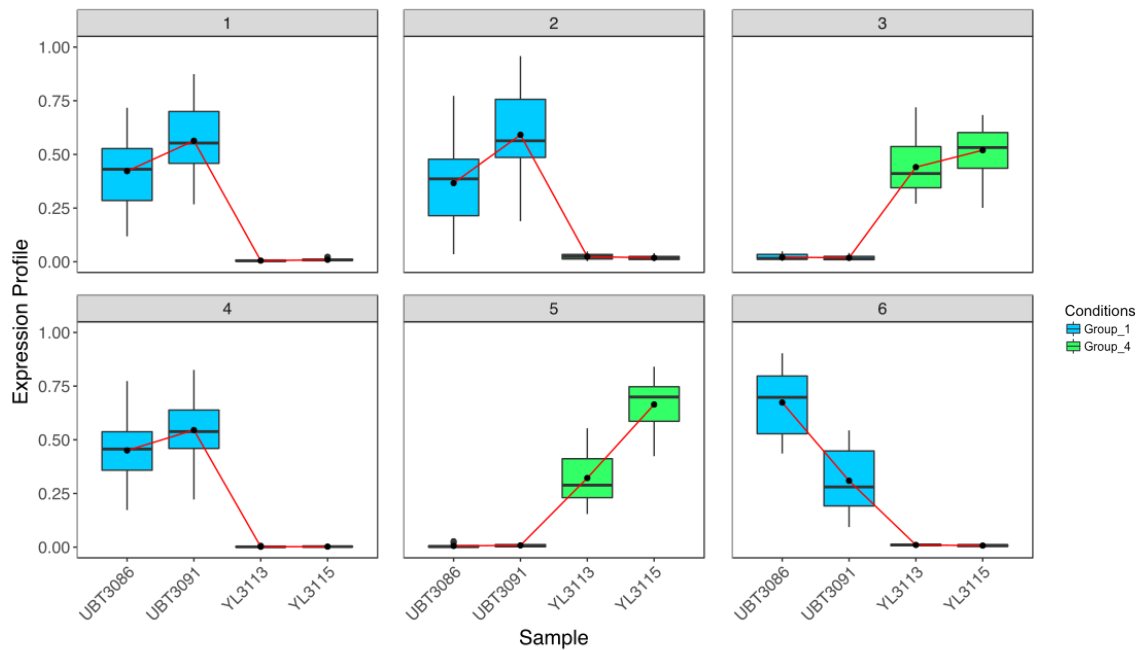 1 2 3
1.00
0.75
0.50
0.25
0.00
4 5 6
1.00
0.75
0.50
0.25
0.00
Expression Profile
UBT3086 UBT3091 YL3113 YL3115 UBT3086 UBT3091 YL3113 YL3115 UBT3086 UBT3091 YL3113 YL3115
Sample
Conditions
Group_1
Group_4